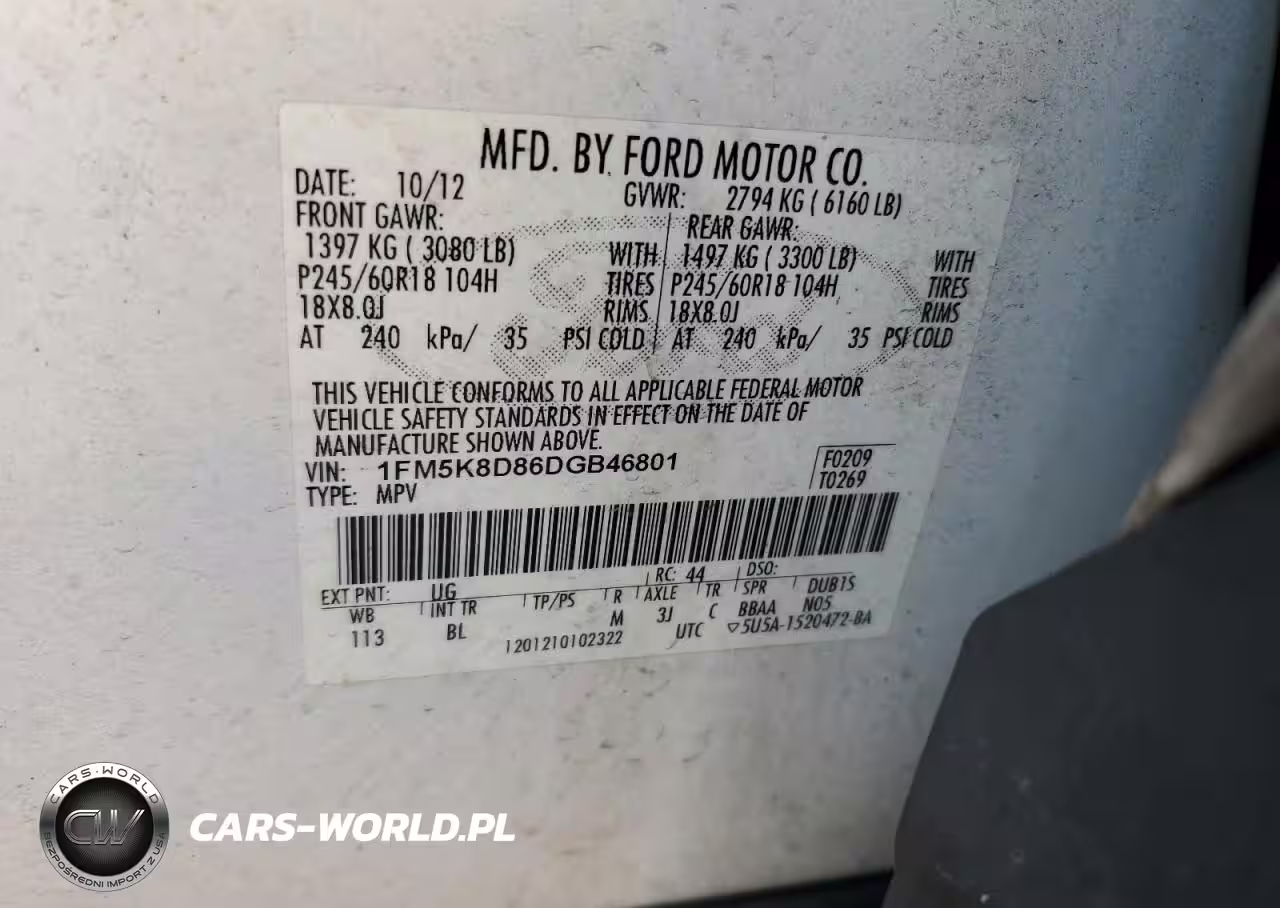 MFD. BY FORD MOTOR CO.
DATE: 10/12 GVWR: 2794 KG ( 6160 LB)
FRONT GAWR: REAR GAWR:
1397 KG ( 3080 LB) WITH 1497 KG ( 3300 LB) WITH
P245/60R18 104H TIRES P245/60R18 104H TIRES
18X8.0J RIMS 18X8.0J RIMS
AT 240 kPa/ 35 PSI COLD AT 240 kPa/ 35 PSI COLD
THIS VEHICLE CONFORMS TO ALL APPLICABLE FEDERAL MOTOR
VEHICLE SAFETY STANDARDS IN EFFECT ON THE DATE OF
MANUFACTURE SHOWN ABOVE.
VIN: 1FM5K8D86DGB46801 F0209
TYPE: MPV T0269
EXT PNT: UG RC: 44 DSO:
WB INT TR TP/PS R AXLE TR SPR DUB1S
113 BL M 3J C BBAA N05
1201210102322 UTC ▽5U5A-1520472-BA
CARS-WORLD
CW
BEZPOŚREDNI IMPORT Z USA
CARS-WORLD.PL